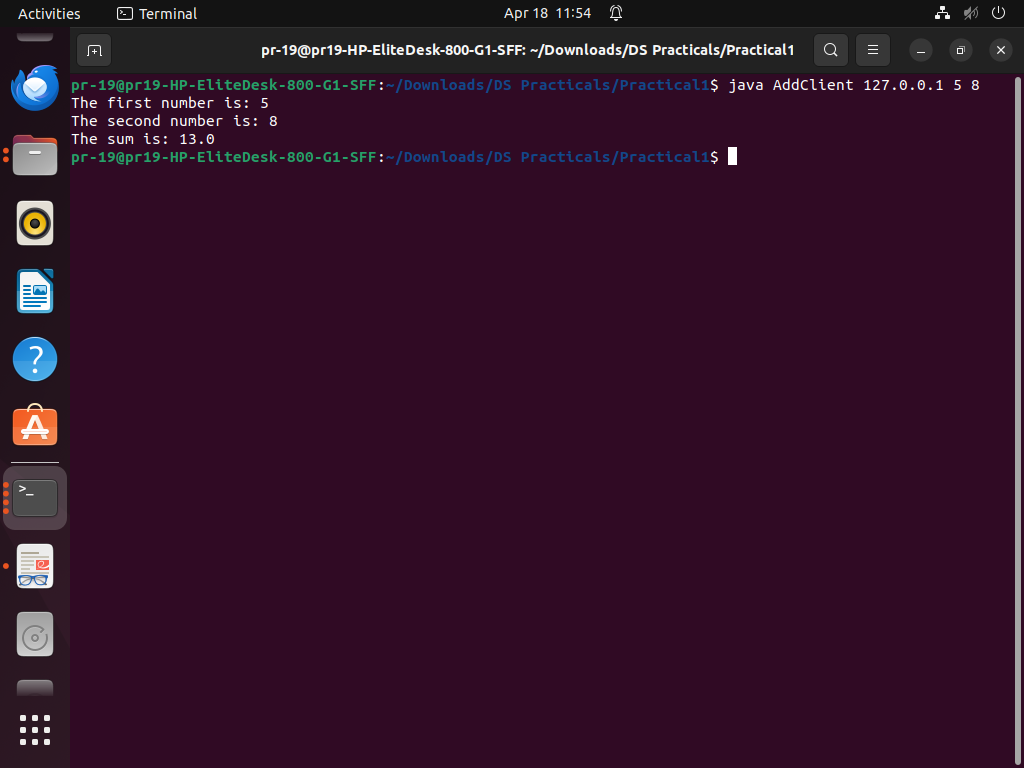 Activities Terminal Apr 18 11:54
pr-19@pr19-HP-EliteDesk-800-G1-SFF: ~/Downloads/DS Practicals/Practical1
pr-19@pr19-HP-EliteDesk-800-G1-SFF:~/Downloads/DS Practicals/Practical1$ java AddClient 127.0.0.1 5 8
The first number is: 5
The second number is: 8
The sum is: 13.0
pr-19@pr19-HP-EliteDesk-800-G1-SFF:~/Downloads/DS Practicals/Practical1$